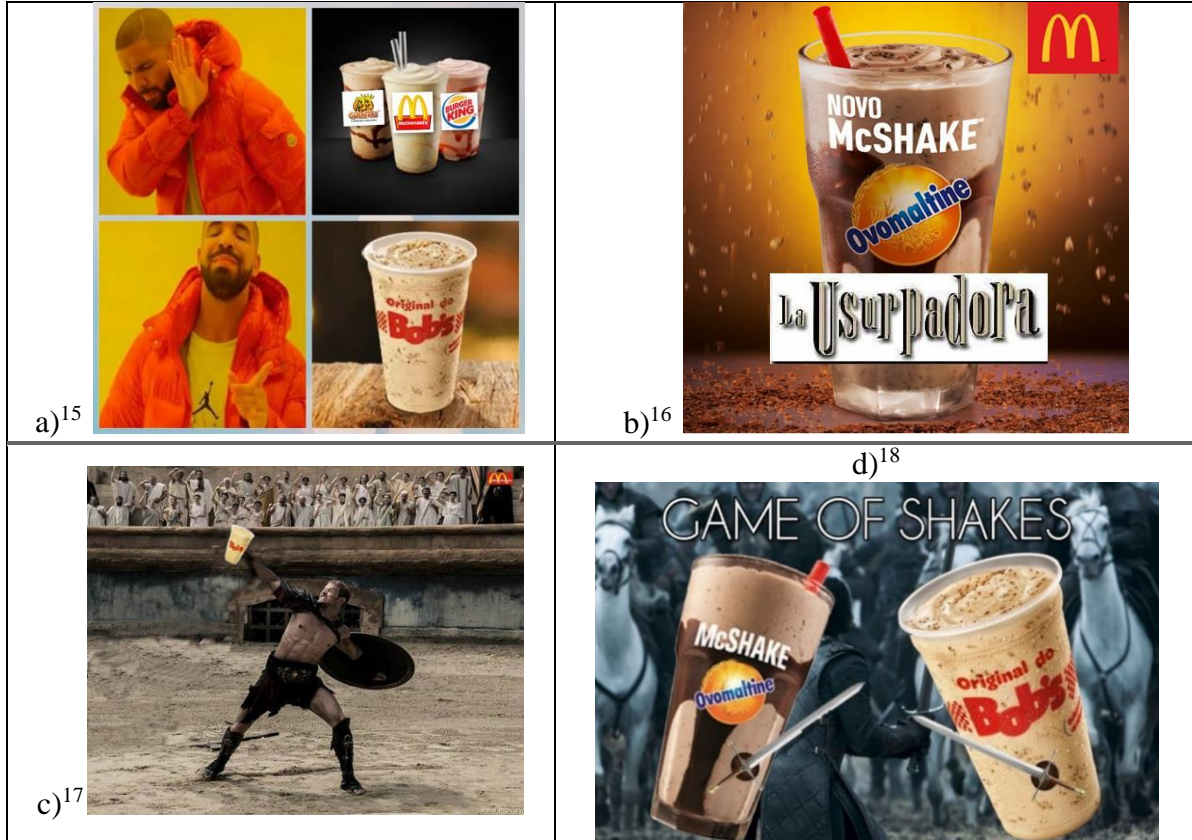 McDonald's
BURGER
KING
Original do
Bob's
a)15
NOVO
McSHAKE
Ovomaltine
La Usurpadora
b)16
Bob's
c)17
d)18
GAME OF SHAKES
McSHAKE
Ovomaltine
Original do
Bob's